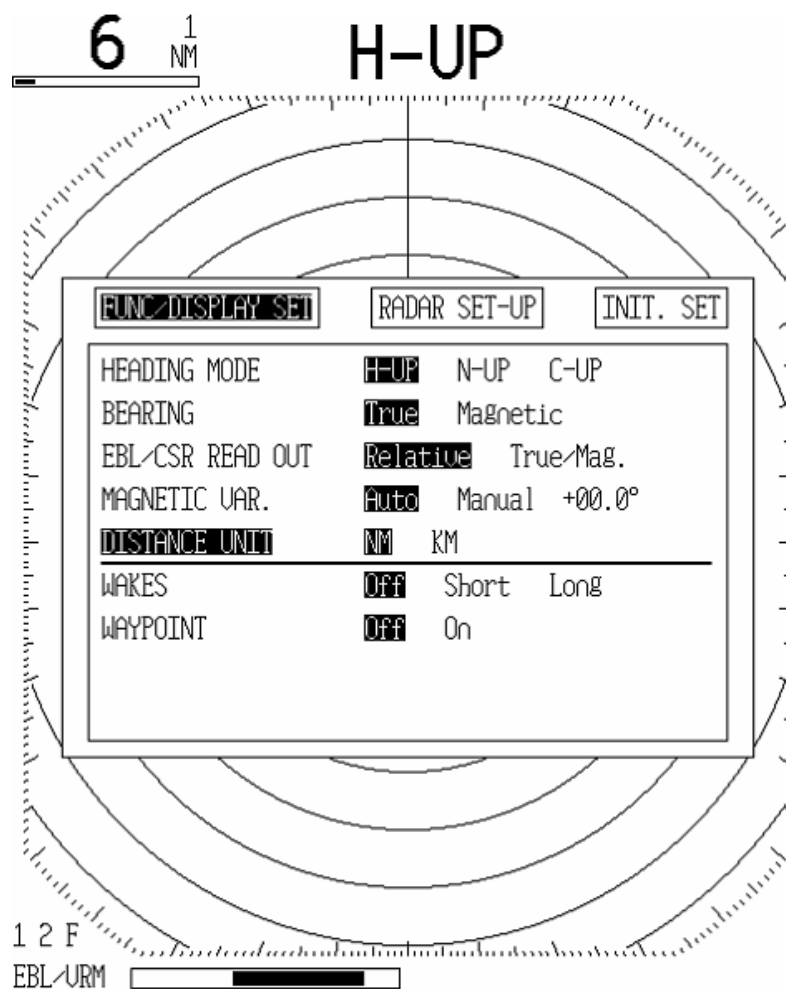 6 1 NM H-UP
FUNC/DISPLAY SET RADAR SET-UP INIT. SET
HEADING MODE H-UP N-UP C-UP
BEARING True Magnetic
EBL/CSR READ OUT Relative True/Mag.
MAGNETIC VAR. Auto Manual +00.0°
DISTANCE UNIT NM KM
WAKES Off Short Long
WAYPOINT Off On
1 2 F
EBL/VRM